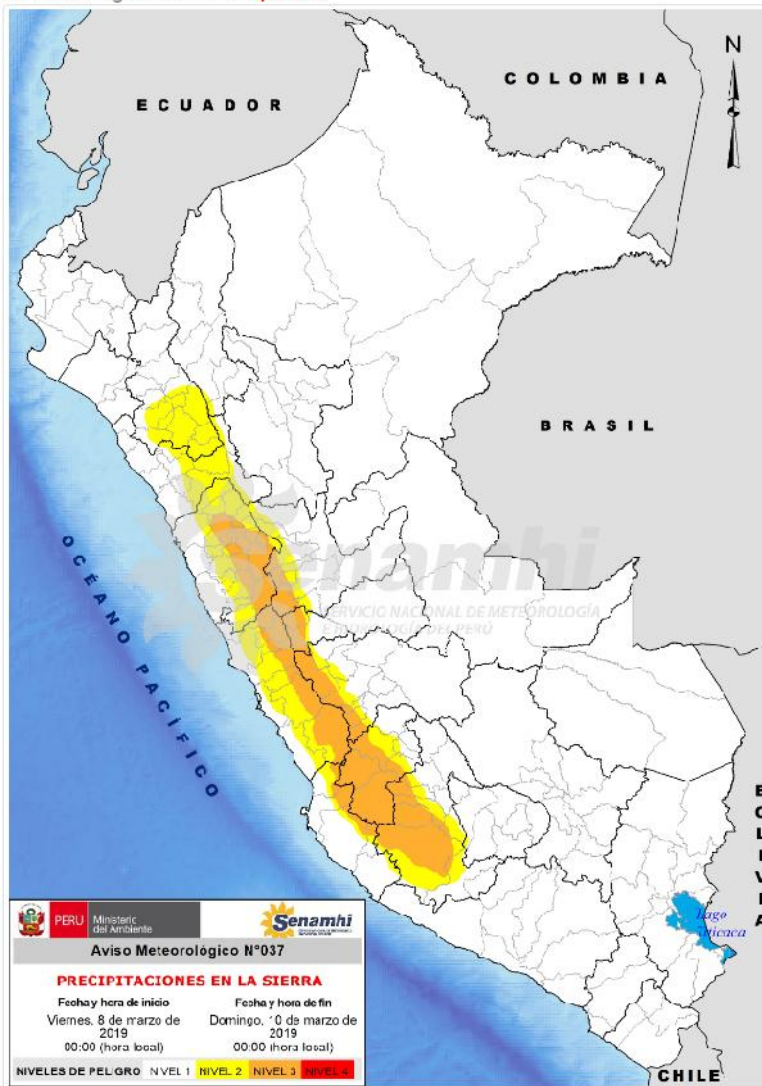 N
COLOMBIA
ECUADOR
BRASIL
Senamhi
SERVICIO NACIONAL DE METEOROLOGÍA
E HIDROLOGÍA DEL PERÚ
OCÉANO PACÍFICO
BOLIVIA
Lago
Titicaca
PERÚ
Ministerio
del Ambiente
Senamhi
Aviso Meteorológico N°037
PRECIPITACIONES EN LA SIERRA
Fecha y hora de inicio Fecha y hora de fin
Viernes, 8 de marzo de Domingo, 10 de marzo de
2019 2019
00:00 (hora local) 00:00 (hora local)
NIVELES DE PELIGRO NIVEL 1 NIVEL 2 NIVEL 3 NIVEL 4
CHILE